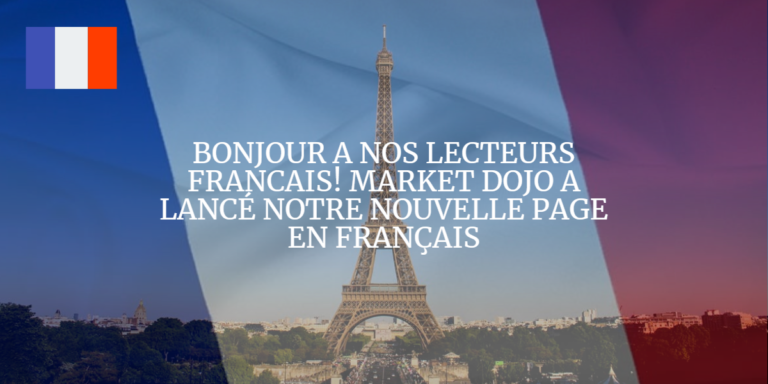 BONJOUR A NOS LECTEURS
FRANCAIS! MARKET DOJO A
LANCÉ NOTRE NOUVELLE PAGE
EN FRANÇAIS